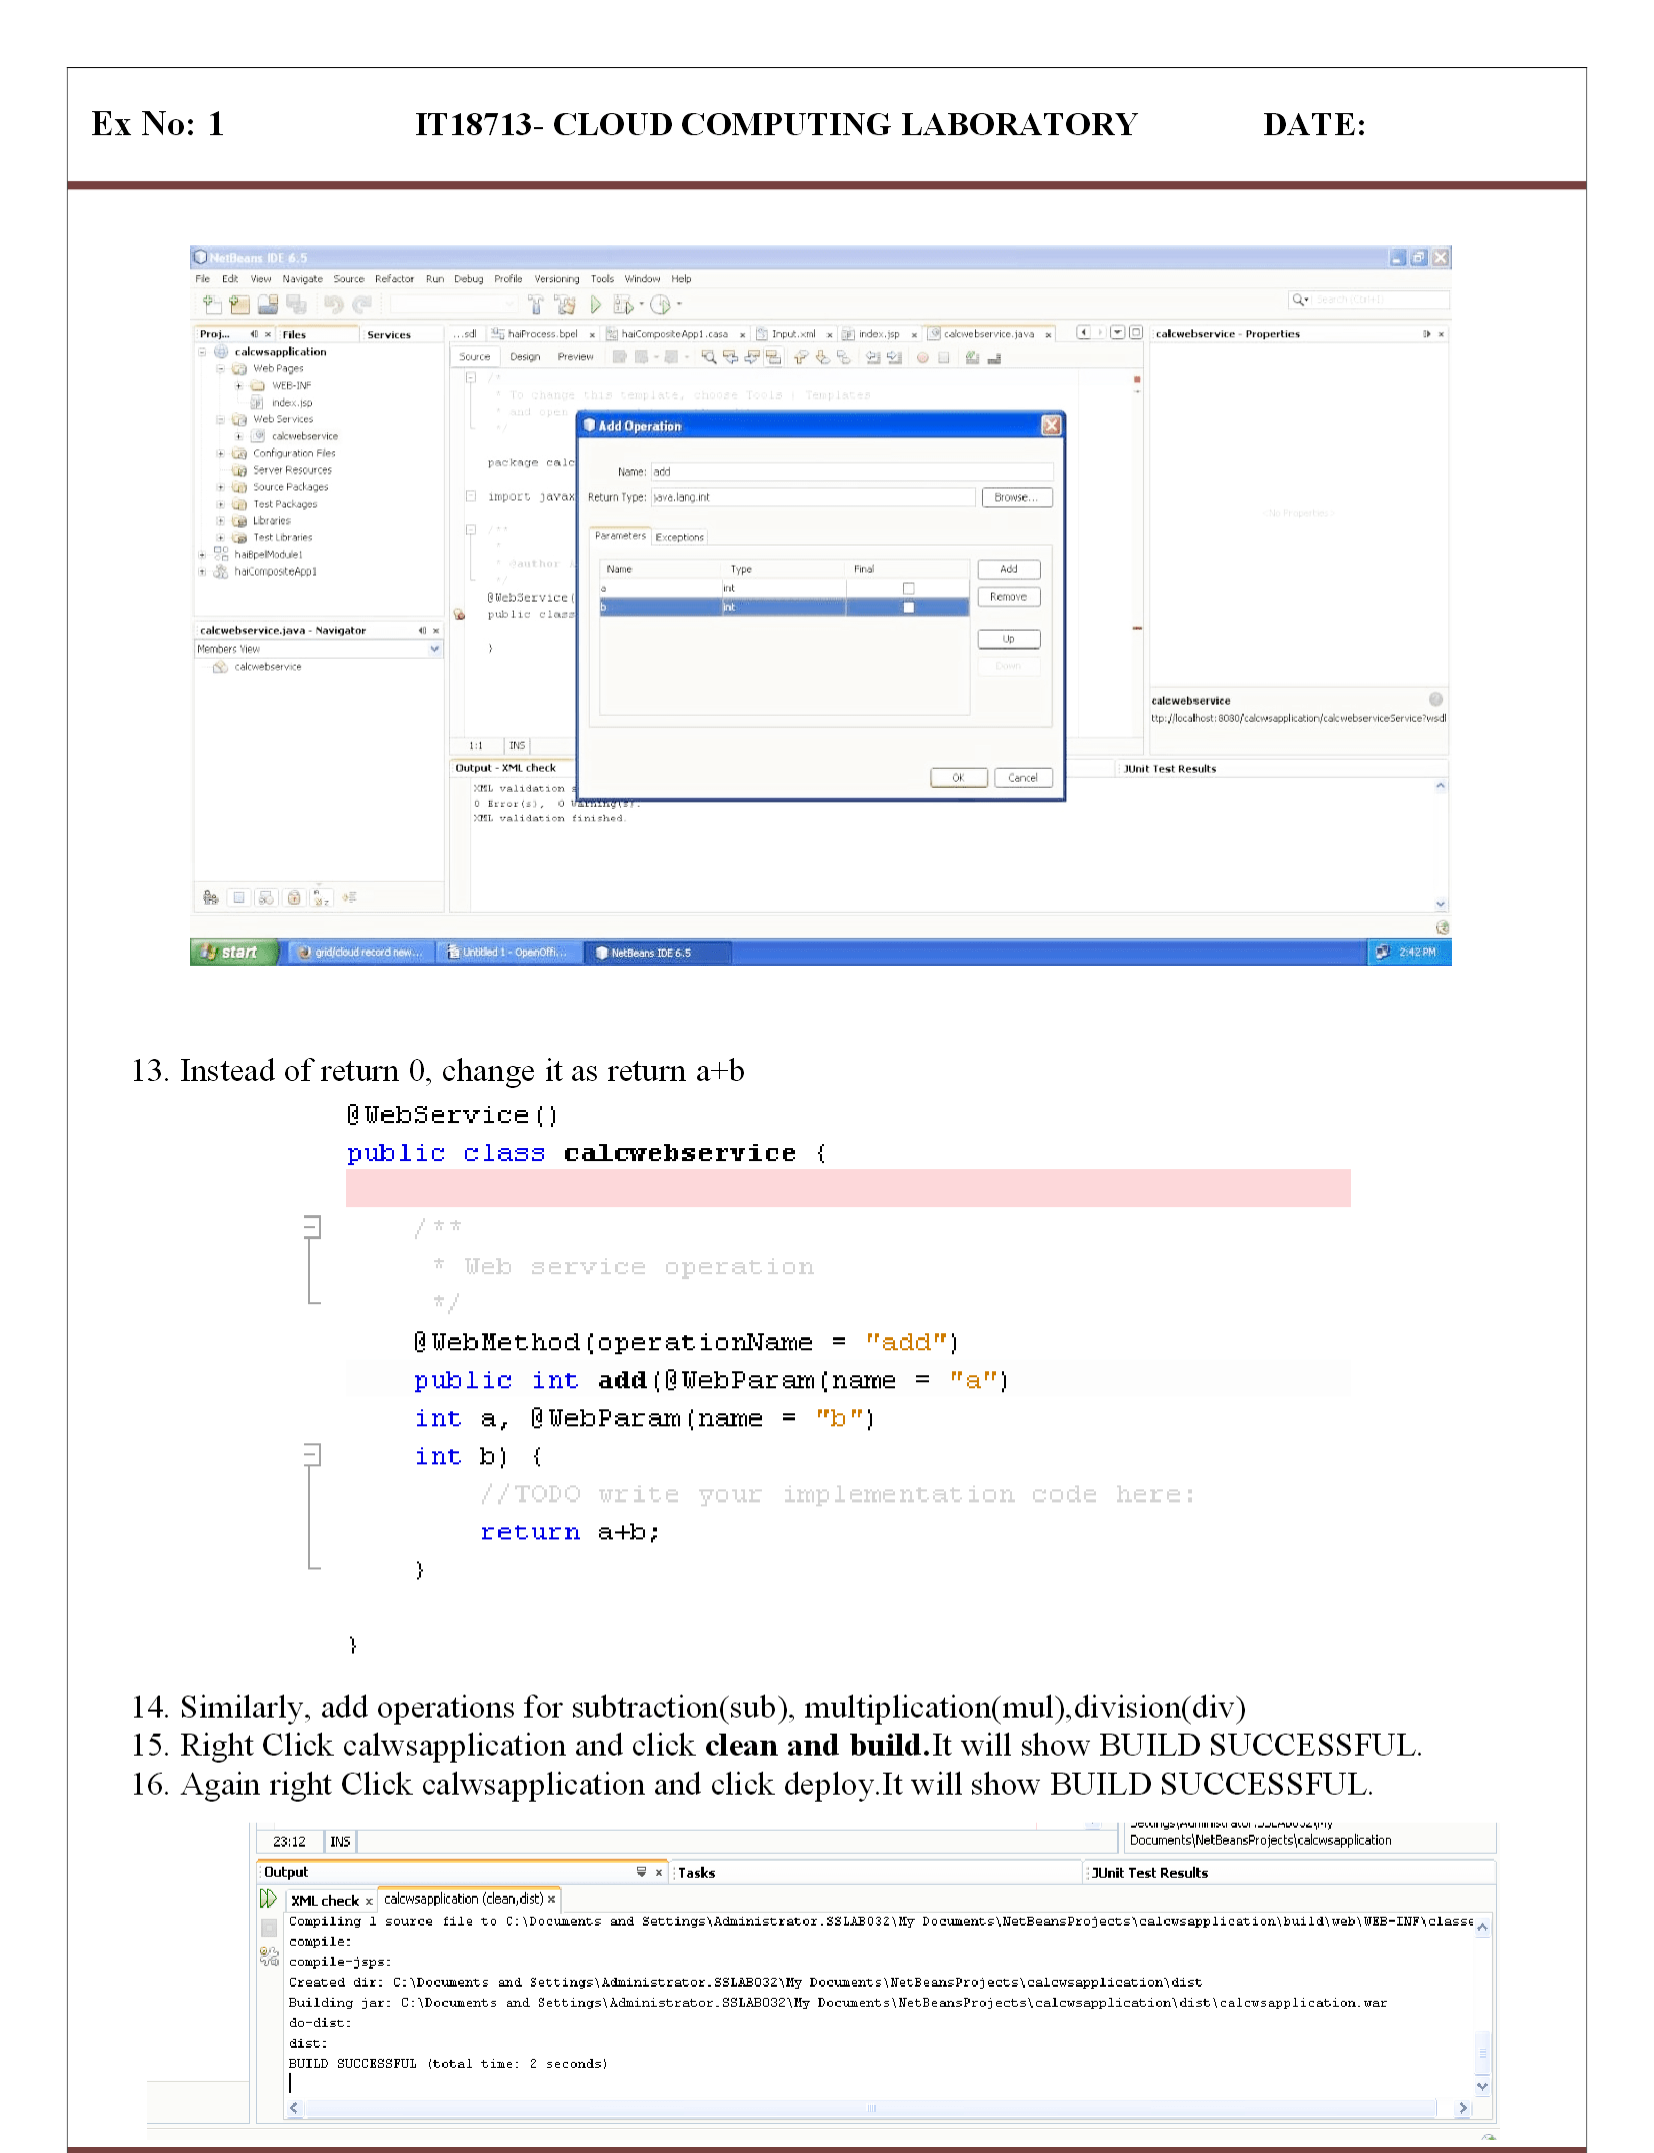 Ex No: 1 IT18713- CLOUD COMPUTING LABORATORY DATE:
NetBeans IDE 6.5
File Edit View Navigate Source Refactor Run Debug Profile Versioning Tools Window Help
Search (Ctrl+I)
Proj... Files Services
...sdl haiProcess.bpel haiCompositeApp1.casa Input.xml index.jsp calcwebservice.java
calcwebservice - Properties
calcwsapplication
Web Pages
WEB-INF
index.jsp
Web Services
calcwebservice
Configuration Files
Server Resources
Source Packages
Test Packages
Libraries
Test Libraries
haiBpelModule1
haiCompositeApp1
calcwebservice.java - Navigator
Members View
calcwebservice
Source Design Preview
/*
* To change this template, choose Tools | Templates
* and open
*/
package calc
import javax
/**
*
* @author
*/
@WebService(
public class
}
1:1 INS
Add Operation
Name: add
Return Type: java.lang.int Browse...
Parameters Exceptions
Name Type Final
a int
b int
Add
Remove
Up
Down
OK Cancel
<No Properties>
calcwebservice
ttp://localhost:8080/calcwsapplication/calcwebserviceService?wsdl
Output - XML check
JUnit Test Results
XML validation s
0 Error(s), 0 Warning(s).
XML validation finished.
start grid/cloud record new... Untitled 1 - OpenOffi... NetBeans IDE 6.5 2:42 PM
13. Instead of return 0, change it as return a+b
@WebService()
public class calcwebservice {
/**
* Web service operation
*/
@WebMethod(operationName = "add")
public int add(@WebParam(name = "a")
int a, @WebParam(name = "b")
int b) {
//TODO write your implementation code here:
return a+b;
}
}
14. Similarly, add operations for subtraction(sub), multiplication(mul),division(div)
15. Right Click calwsapplication and click clean and build.It will show BUILD SUCCESSFUL.
16. Again right Click calwsapplication and click deploy.It will show BUILD SUCCESSFUL.
Settings\Administrator.SSLAB032\My
23:12 INS Documents\NetBeansProjects\calcwsapplication
Output Tasks JUnit Test Results
XML check calcwsapplication (clean,dist)
Compiling 1 source file to C:\Documents and Settings\Administrator.SSLAB032\My Documents\NetBeansProjects\calcwsapplication\build\web\WEB-INF\classe
compile:
compile-jsps:
Created dir: C:\Documents and Settings\Administrator.SSLAB032\My Documents\NetBeansProjects\calcwsapplication\dist
Building jar: C:\Documents and Settings\Administrator.SSLAB032\My Documents\NetBeansProjects\calcwsapplication\dist\calcwsapplication.war
do-dist:
dist:
BUILD SUCCESSFUL (total time: 2 seconds)